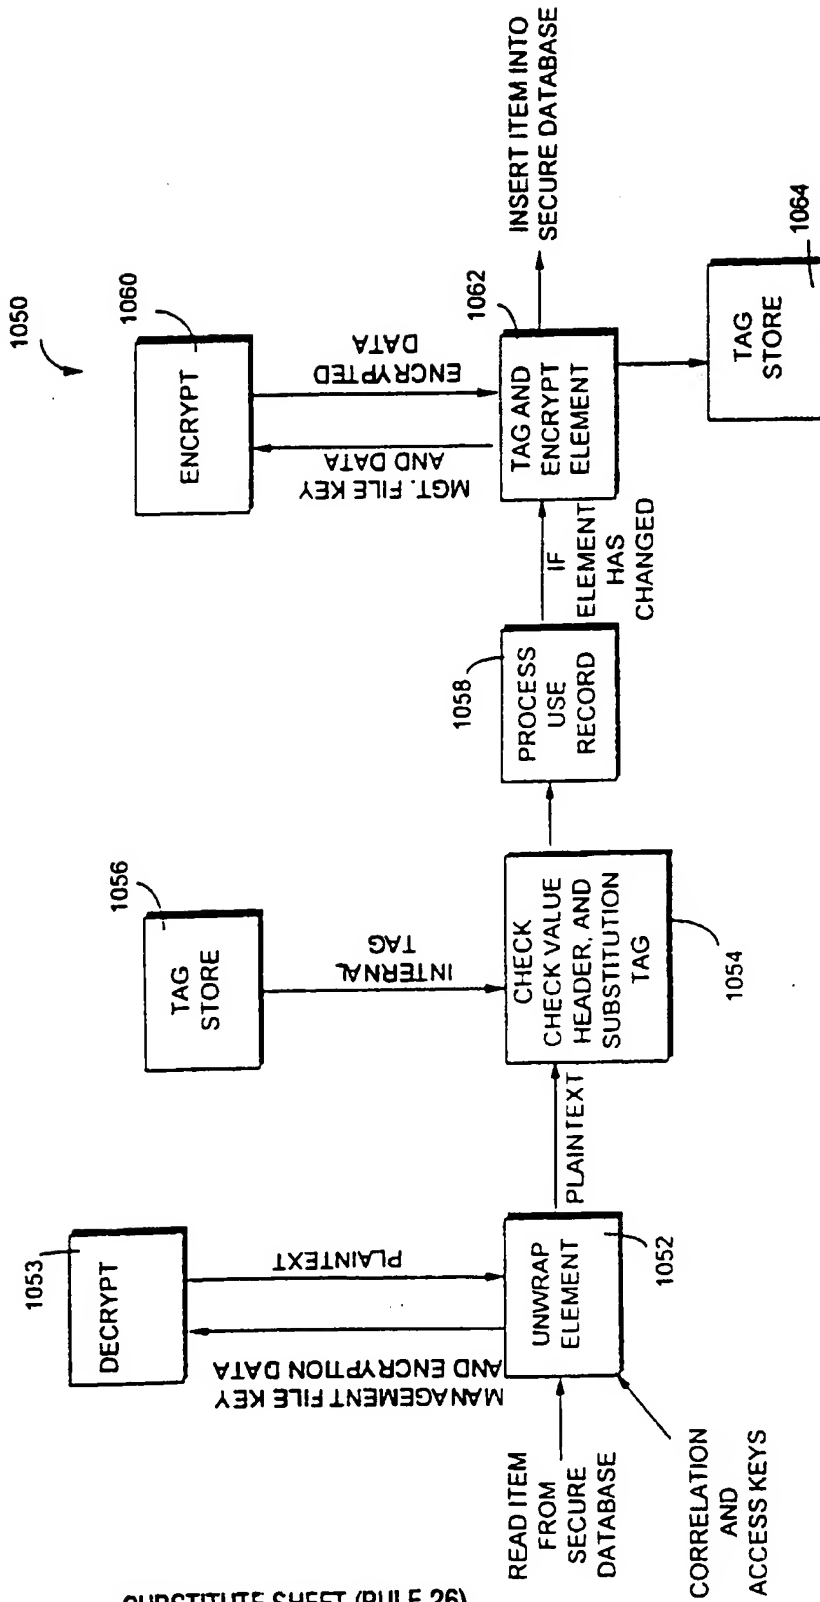 1050
1053
DECRYPT
MANAGEMENT FILE KEY
AND ENCRYPTION DATA
PLAINTEXT
READ ITEM
FROM
SECURE
DATABASE
UNWRAP
ELEMENT
1052
CORRELATION
AND
ACCESS KEYS
PLAINTEXT
1056
TAG
STORE
INTERNAL
TAG
CHECK
CHECK VALUE
HEADER, AND
SUBSTITUTION
TAG
1054
1058
PROCESS
USE
RECORD
IF
ELEMENT
HAS
CHANGED
1060
ENCRYPT
MGT. FILE KEY
AND DATA
ENCRYPTED
DATA
1062
TAG AND
ENCRYPT
ELEMENT
INSERT ITEM INTO
SECURE DATABASE
TAG
STORE
1064
SUBSTITUTE SHEET (RULE 26)